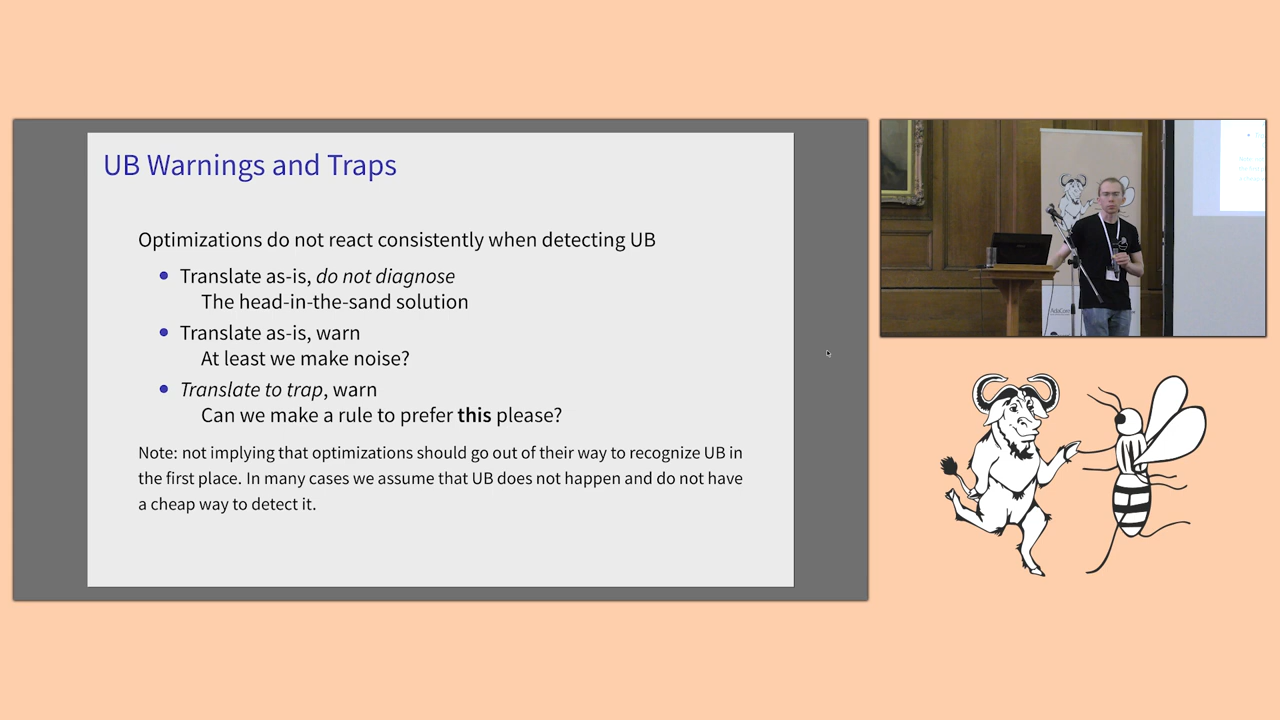 UB Warnings and Traps
Optimizations do not react consistently when detecting UB
Translate as-is, do not diagnose
The head-in-the-sand solution
Translate as-is, warn
At least we make noise?
Translate to trap, warn
Can we make a rule to prefer this please?
Note: not implying that optimizations should go out of their way to recognize UB in
the first place. In many cases we assume that UB does not happen and do not have
a cheap way to detect it.